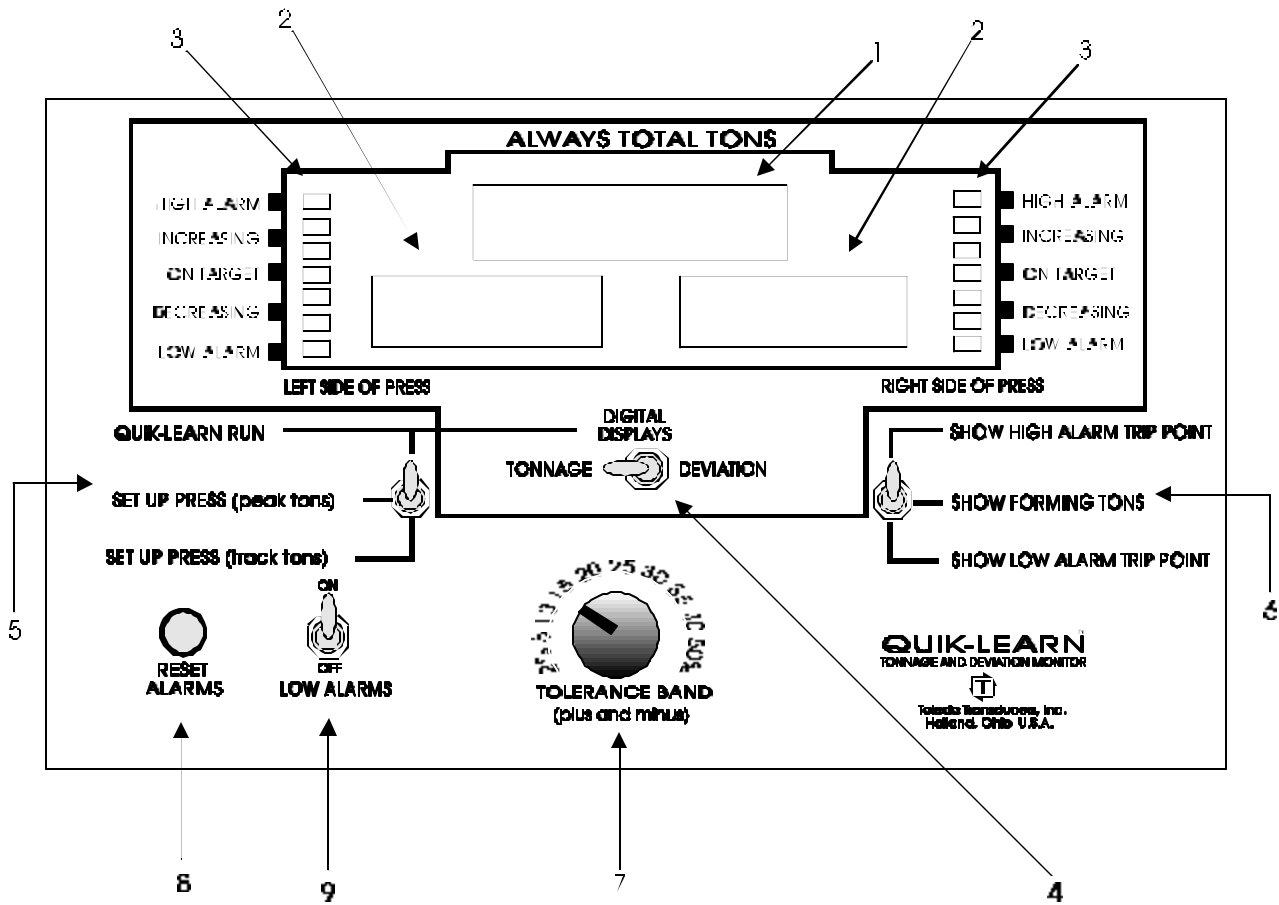 2
3
1
2
3
ALWAYS TOTAL TONS
HIGH ALARM
INCREASING
ON TARGET
DECREASING
LOW ALARM
HIGH ALARM
INCREASING
ON TARGET
DECREASING
LOW ALARM
LEFT SIDE OF PRESS
RIGHT SIDE OF PRESS
QUIK-LEARN RUN
SET UP PRESS (peak tons)
SET UP PRESS (track tons)
DIGITAL
DISPLAYS
TONNAGE
DEVIATION
SHOW HIGH ALARM TRIP POINT
SHOW FORMING TONS
SHOW LOW ALARM TRIP POINT
5
6
ON
OFF
LOW ALARMS
RESET
ALARMS
20 25 30
TOLERANCE BAND
(plus and minus)
QUIK-LEARN
TONNAGE AND DEVIATION MONITOR
T
Toledo Transducers, Inc.
Holland, Ohio U.S.A.
8
9
7
4